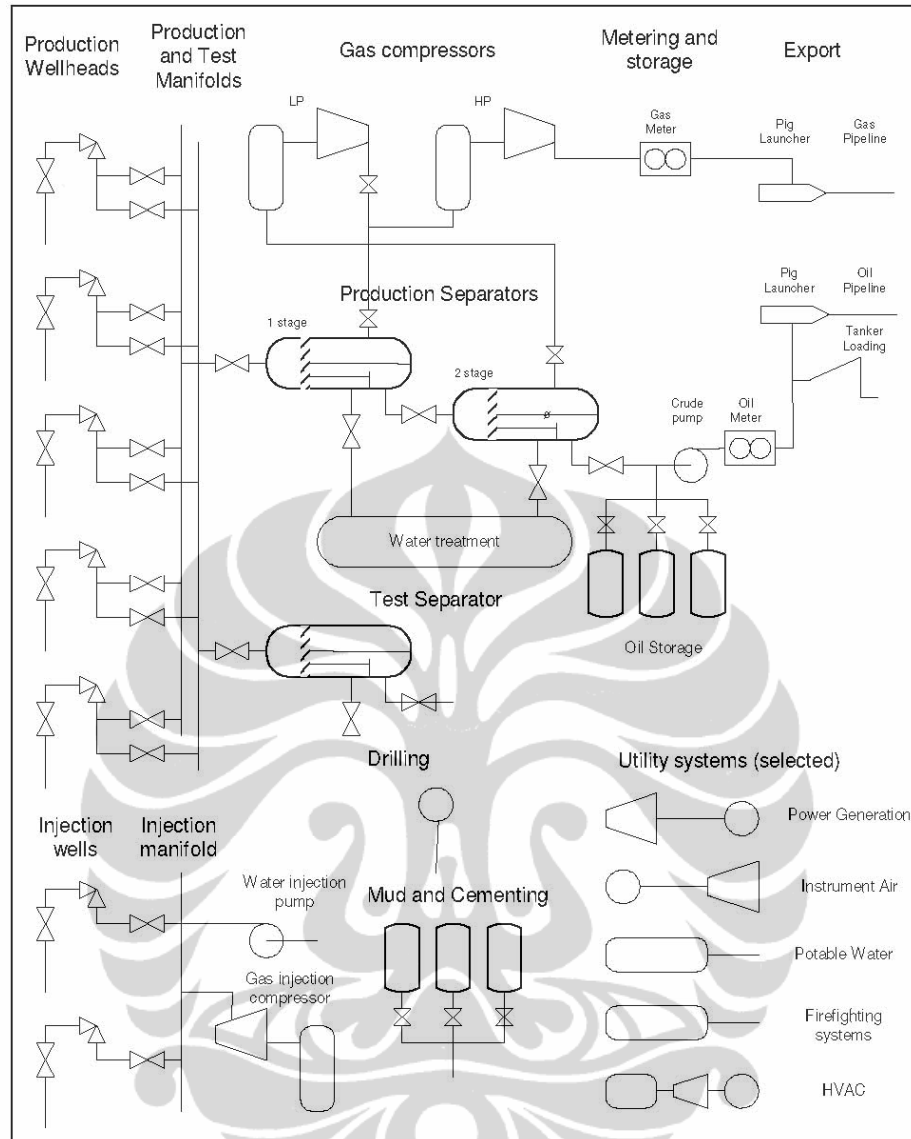 Production
Wellheads
Production
and Test
Manifolds
Gas compressors
Metering and
storage
Export
LP
HP
Gas
Meter
Pig
Launcher
Gas
Pipeline
Production Separators
1 stage
2 stage
Pig
Launcher
Oil
Pipeline
Tanker
Loading
Crude
pump
Oil
Meter
Water treatment
Test Separator
Oil Storage
Drilling
Utility systems (selected)
Injection
wells
Injection
manifold
Water injection
pump
Mud and Cementing
Gas injection
compressor
Power Generation
Instrument Air
Potable Water
Firefighting
systems
HVAC